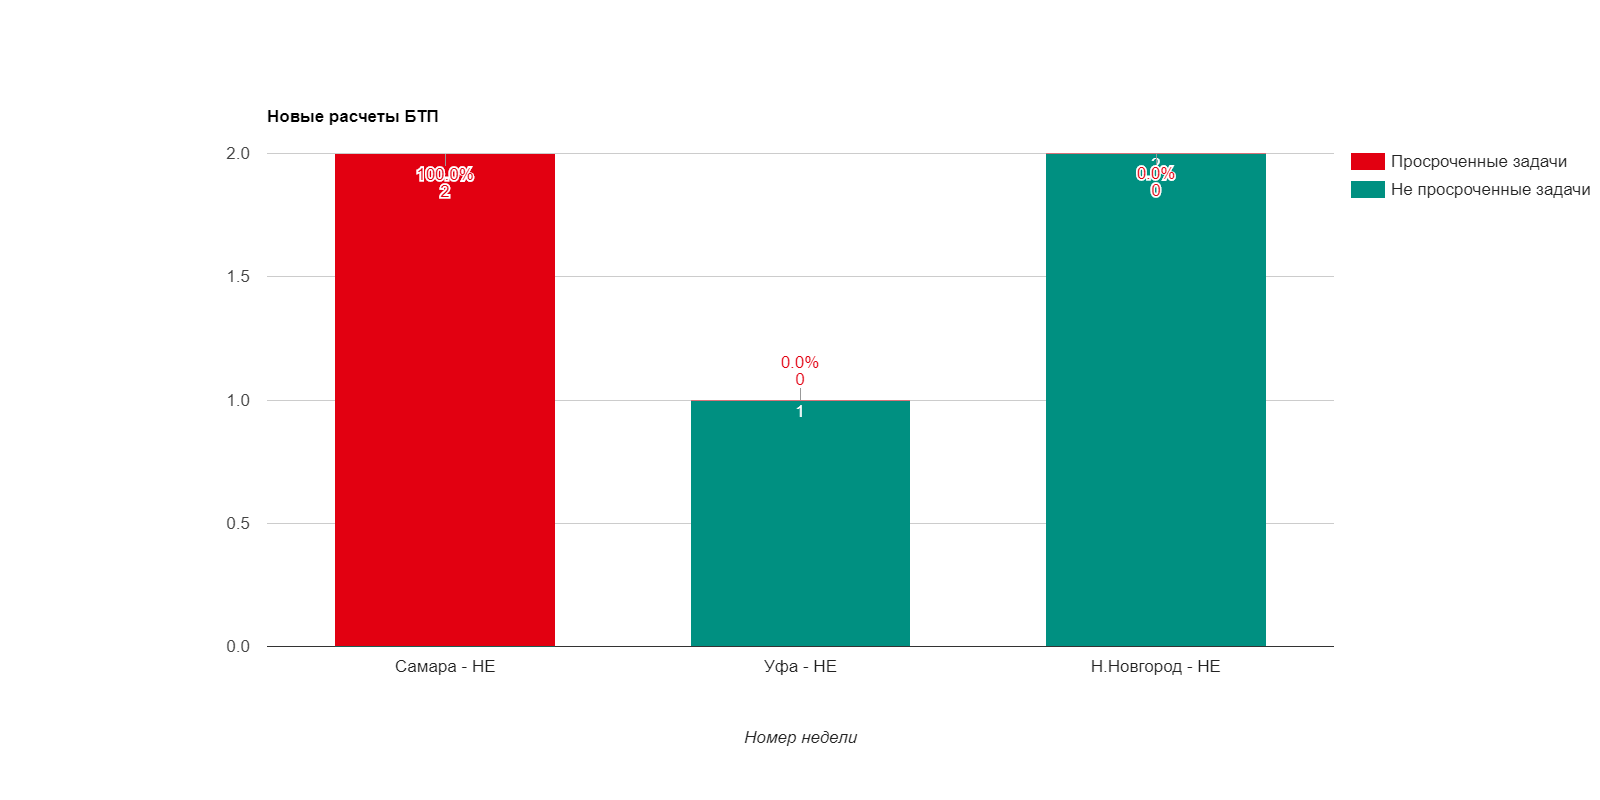 Новые расчеты БТП
2.0
1.5
1.0
0.5
0.0
100.0%
2
0.0%
0
1
2
0.0%
0
Самара - НЕ
Уфа - НЕ
Н.Новгород - НЕ
Номер недели
Просроченные задачи
Не просроченные задачи